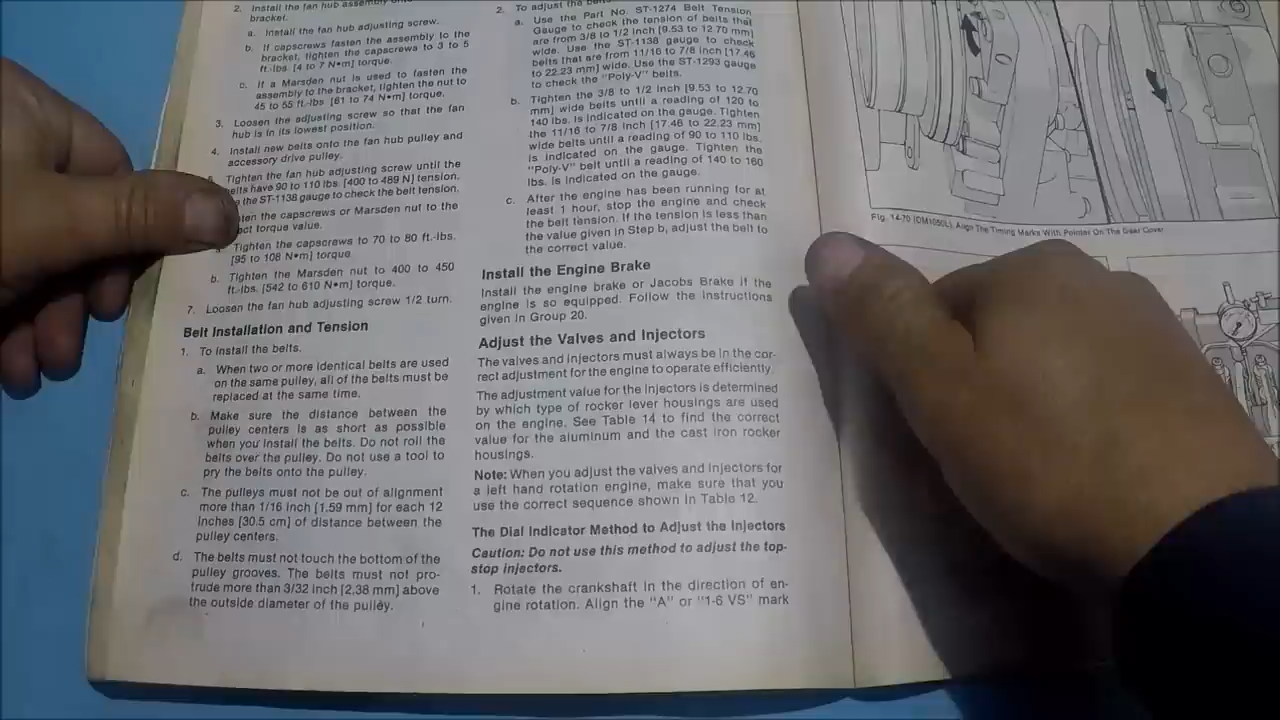 2. Install the fan hub assembly onto
bracket.
a. Install the fan hub adjusting screw.
b. If capscrews fasten the assembly to the
bracket, tighten the capscrews to 3 to 5
ft.-lbs. [4 to 7 N•m] torque.
c. If a Marsden nut is used to fasten the
assembly to the bracket, tighten the nut to
45 to 55 ft.-lbs [61 to 74 N•m] torque.
3. Loosen the adjusting screw so that the fan
hub is in its lowest position.
4. Install new belts onto the fan hub pulley and
accessory drive pulley.
Tighten the fan hub adjusting screw until the
belts have 90 to 110 lbs. [400 to 489 N] tension.
the ST-1138 gauge to check the belt tension.
the capscrews or Marsden nut to the
torque value.
a. Tighten the capscrews to 70 to 80 ft.-lbs.
[95 to 108 N•m] torque
b. Tighten the Marsden nut to 400 to 450
ft.-lbs. [542 to 610 N•m] torque.
7. Loosen the fan hub adjusting screw 1/2 turn.
Belt Installation and Tension
1. To install the belts.
a. When two or more identical belts are used
on the same pulley, all of the belts must be
replaced at the same time.
b. Make sure the distance between the
pulley centers is as short as possible
when you install the belts. Do not roll the
belts over the pulley. Do not use a tool to
pry the belts onto the pulley.
c. The pulleys must not be out of alignment
more than 1/16 inch [1.59 mm] for each 12
inches [30.5 cm] of distance between the
pulley centers.
d. The belts must not touch the bottom of the
pulley grooves. The belts must not pro-
trude more than 3/32 inch [2.38 mm] above
the outside diameter of the pulley.
2. To adjust the belts
a. Use the Part No. ST-1274 Belt Tension
Gauge to check the tension of belts that
are from 3/8 to 1/2 inch [9.53 to 12.70 mm]
wide. Use the ST-1138 gauge to check
belts that are from 11/16 to 7/8 inch [17.46
to 22.23 mm] wide. Use the ST-1293 gauge
to check the "Poly-V" belts.
b. Tighten the 3/8 to 1/2 inch [9.53 to 12.70
mm] wide belts until a reading of 120 to
140 lbs. is indicated on the gauge. Tighten
the 11/16 to 7/8 inch [17.46 to 22.23 mm]
wide belts until a reading of 90 to 110 lbs.
is indicated on the gauge. Tighten the
"Poly-V" belt until a reading of 140 to 160
lbs. is indicated on the gauge.
c. After the engine has been running for at
least 1 hour, stop the engine and check
the belt tension. If the tension is less than
the value given in Step b, adjust the belt to
the correct value.
Install the Engine Brake
Install the engine brake or Jacobs Brake if the
engine is so equipped. Follow the instructions
given in Group 20.
Adjust the Valves and Injectors
The valves and injectors must always be in the cor-
rect adjustment for the engine to operate efficiently.
The adjustment value for the injectors is determined
by which type of rocker lever housings are used
on the engine. See Table 14 to find the correct
value for the aluminum and the cast iron rocker
housings.
Note: When you adjust the valves and injectors for
a left hand rotation engine, make sure that you
use the correct sequence shown in Table 12.
The Dial Indicator Method to Adjust the Injectors
Caution: Do not use this method to adjust the top-
stop injectors.
1. Rotate the crankshaft in the direction of en-
gine rotation. Align the "A" or "1-6 VS" mark
Fig. 14-70 (OM1050L). Align The Timing Marks With Pointer On The Gear Cover